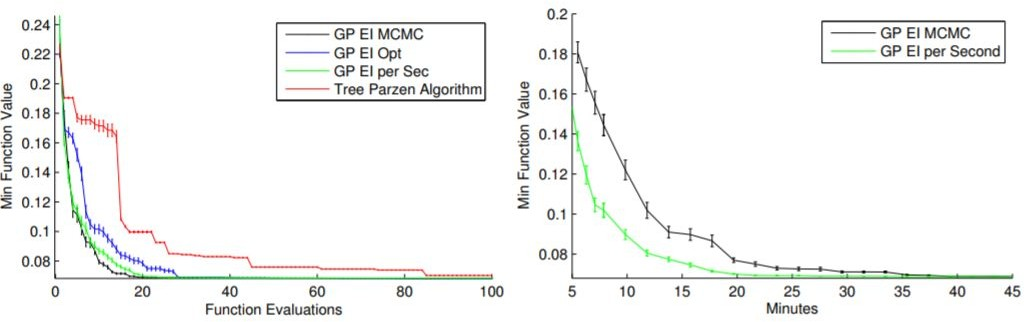 0.24
0.22
0.2
0.18
0.16
0.14
0.12
0.1
0.08
Min Function Value
0 20 40 60 80 100
Function Evaluations
GP EI MCMC
GP EI Opt
GP EI per Sec
Tree Parzen Algorithm
0.2
0.18
0.16
0.14
0.12
0.1
0.08
Min Function Value
5 10 15 20 25 30 35 40 45
Minutes
GP EI MCMC
GP EI per Second